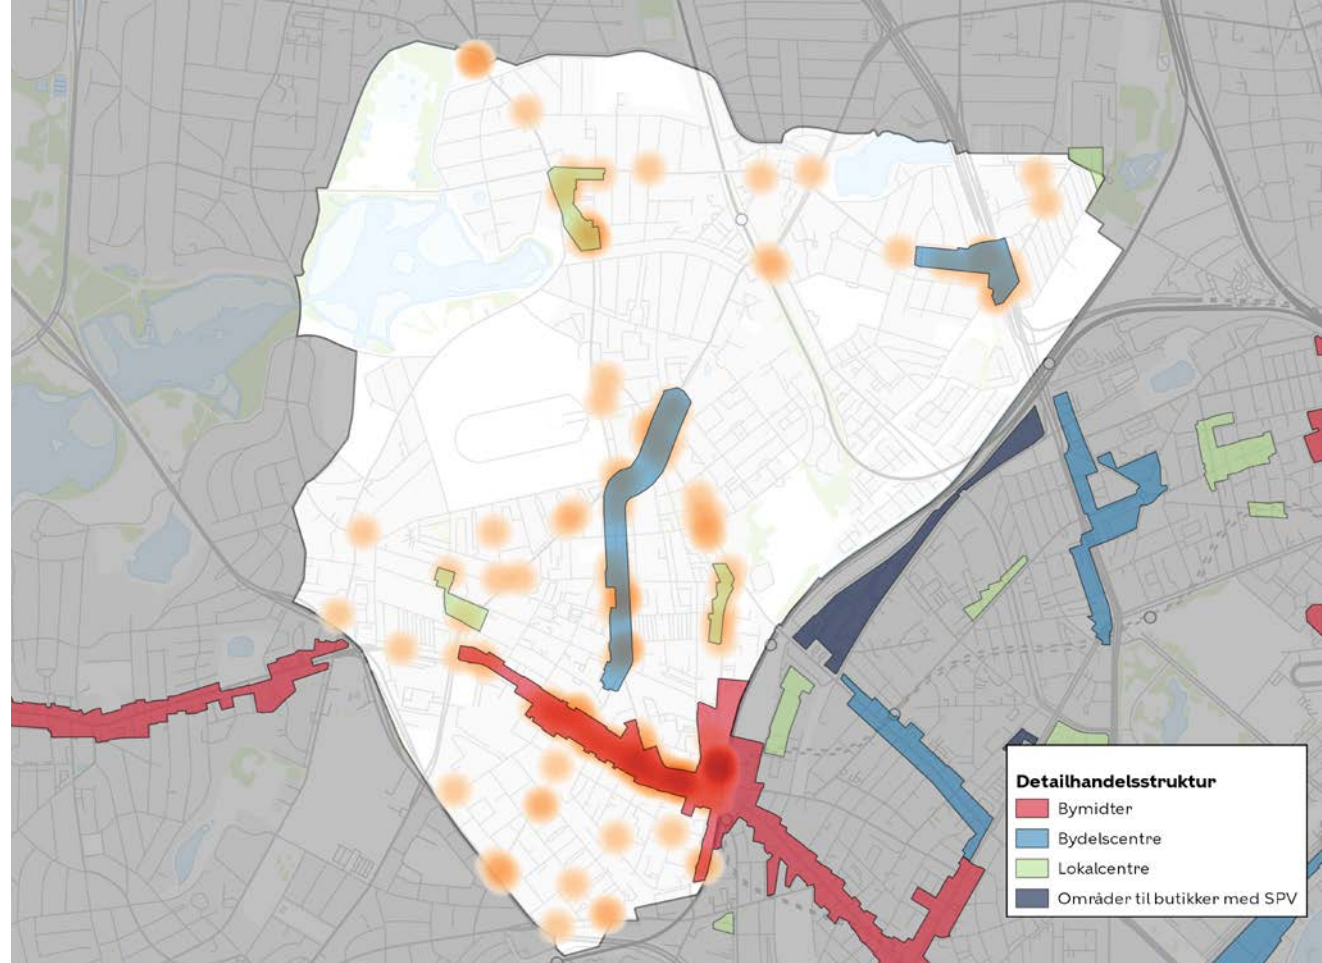 Detailhandelsstruktur
Bymidter
Bydelscentre
Lokalcentre
Områder til butikker med SPV